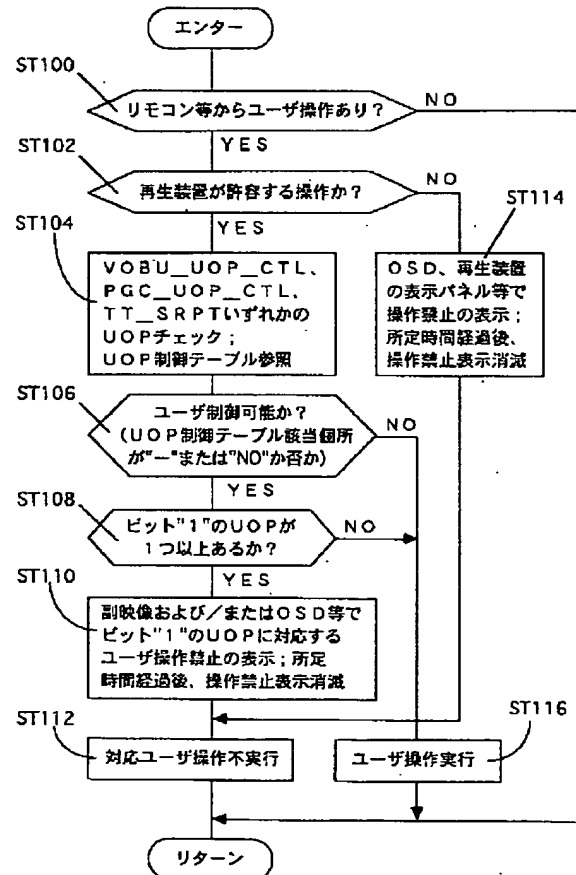 エンター
ST100
リモコン等からユーザ操作あり？
NO
YES
ST102
再生装置が許容する操作か？
NO
YES
ST104
VOBU_UOP_CTL、
PGC_UOP_CTL、
TT_SRPTいずれかの
UOPチェック；
UOP制御テーブル参照
ST114
OSD、再生装置
の表示パネル等で
操作禁止の表示；
所定時間経過後、
操作禁止表示消滅
ST106
ユーザ制御可能か？
（UOP制御テーブル該当個所
が"ー"または"NO"か否か）
NO
YES
ST108
ビット"1"のUOPが
1つ以上あるか？
NO
YES
ST110
副映像および／またはOSD等で
ビット"1"のUOPに対応する
ユーザ操作禁止の表示；所定
時間経過後、操作禁止表示消滅
ST112
対応ユーザ操作不実行
ST116
ユーザ操作実行
リターン